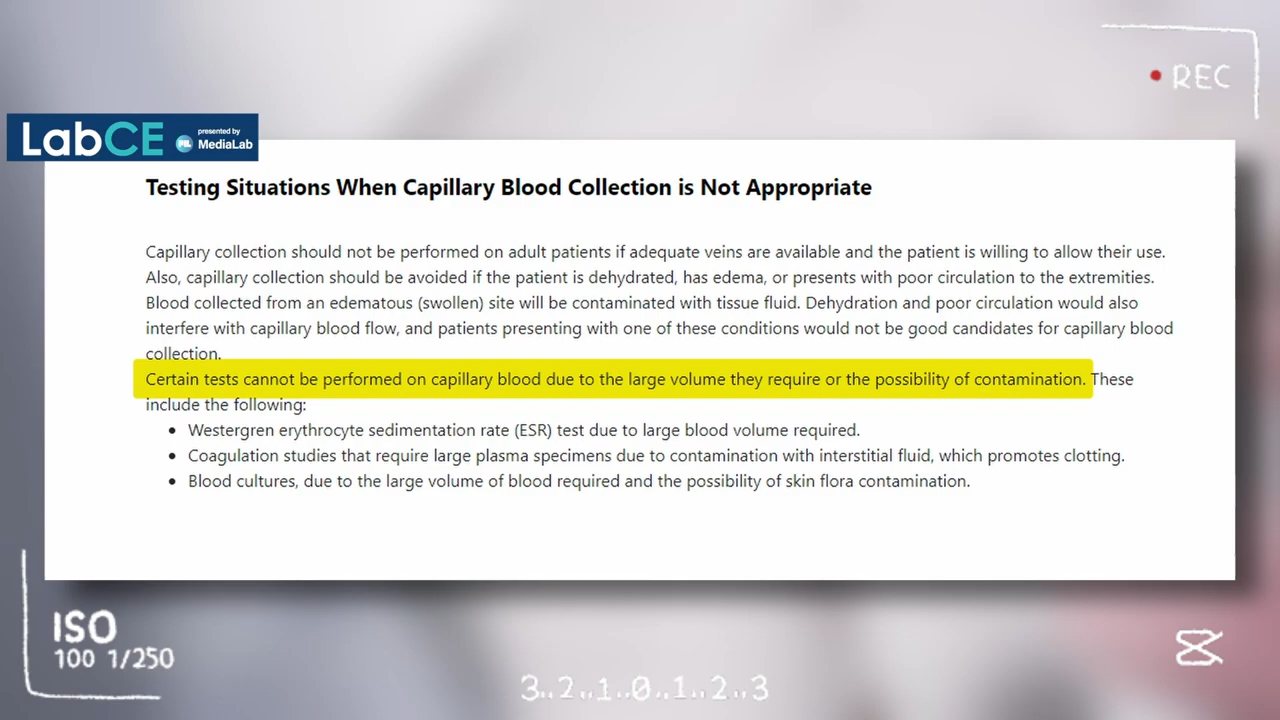 REC
LabCE presented by
MediaLab
Testing Situations When Capillary Blood Collection is Not Appropriate
Capillary collection should not be performed on adult patients if adequate veins are available and the patient is willing to allow their use.
Also, capillary collection should be avoided if the patient is dehydrated, has edema, or presents with poor circulation to the extremities.
Blood collected from an edematous (swollen) site will be contaminated with tissue fluid. Dehydration and poor circulation would also
interfere with capillary blood flow, and patients presenting with one of these conditions would not be good candidates for capillary blood
collection.
Certain tests cannot be performed on capillary blood due to the large volume they require or the possibility of contamination. These
include the following:
• Westergren erythrocyte sedimentation rate (ESR) test due to large blood volume required.
• Coagulation studies that require large plasma specimens due to contamination with interstitial fluid, which promotes clotting.
• Blood cultures, due to the large volume of blood required and the possibility of skin flora contamination.
ISO
100 1/250
3..2..1..0..1..2..3